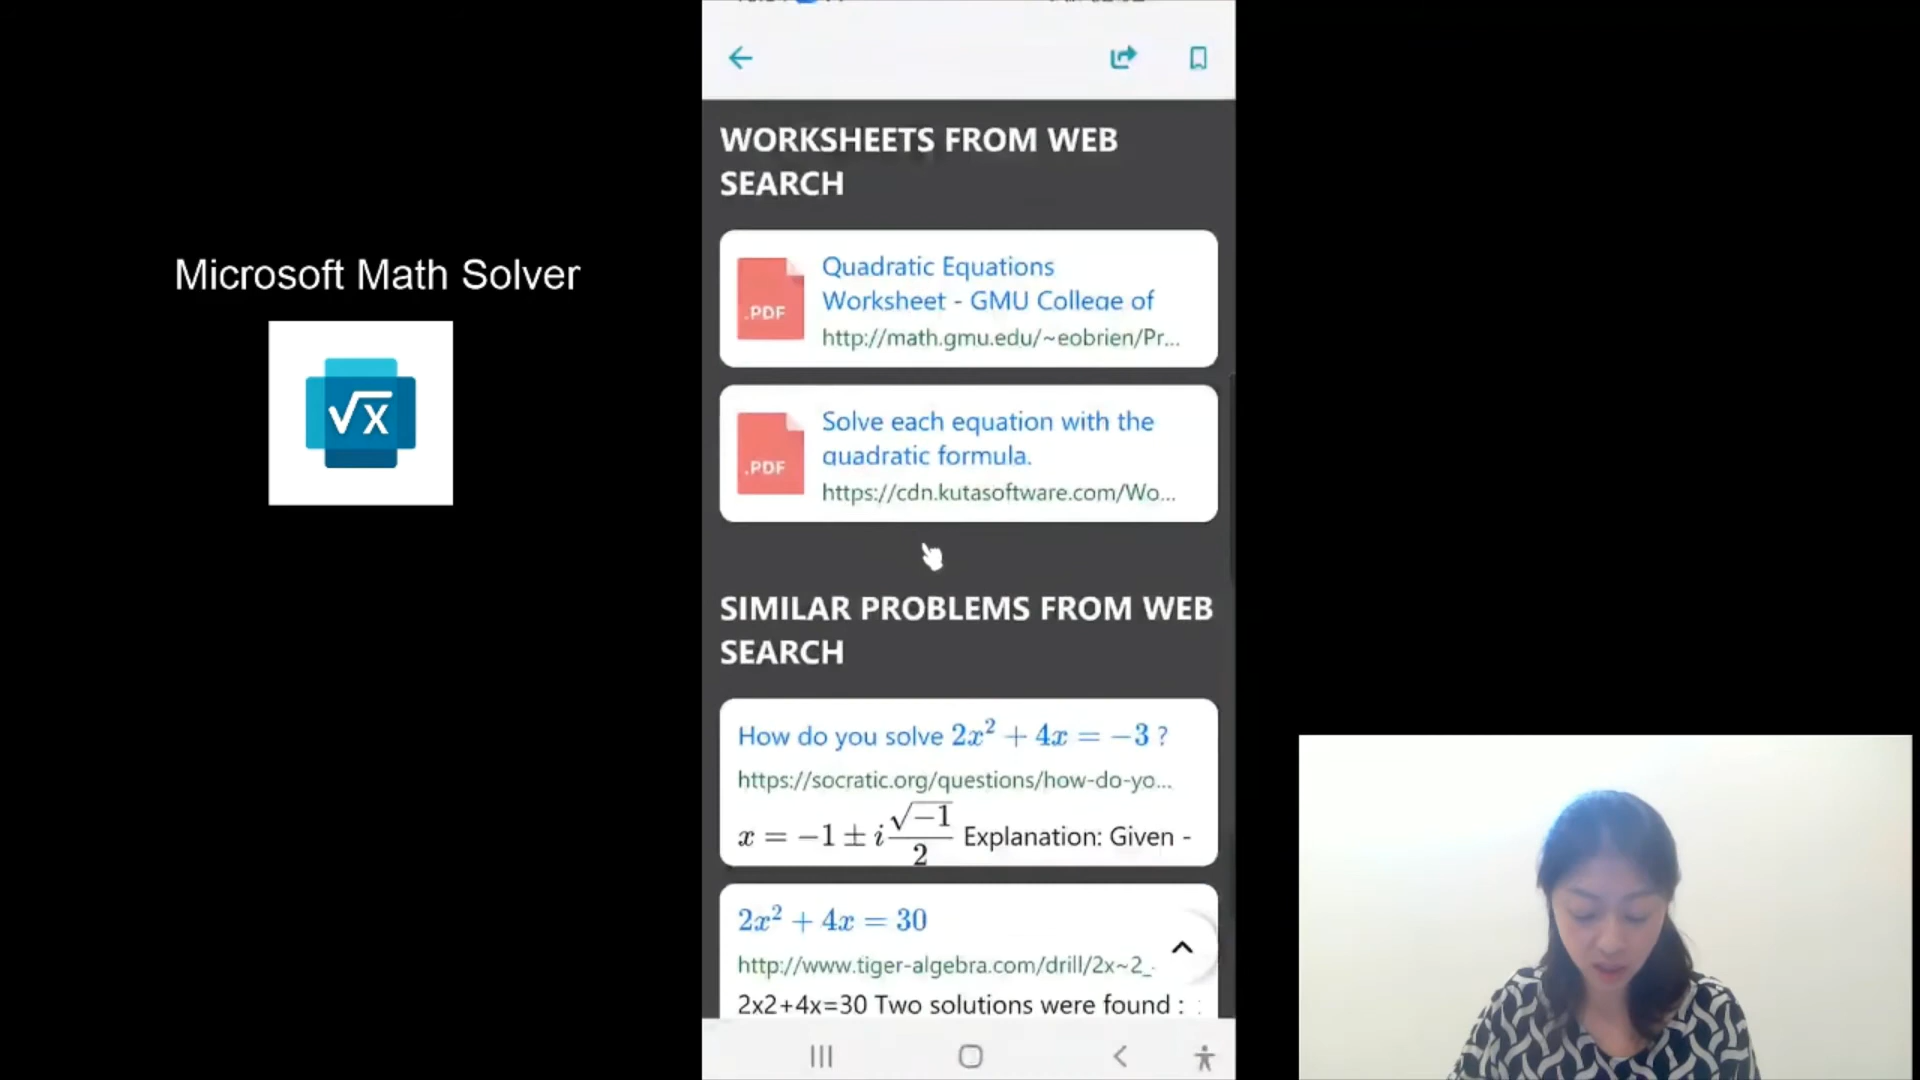 Microsoft Math Solver
√x
WORKSHEETS FROM WEB
SEARCH
.PDF
Quadratic Equations
Worksheet - GMU College of
http://math.gmu.edu/~eobrien/Pr...
.PDF
Solve each equation with the
quadratic formula.
https://cdn.kutasoftware.com/Wo...
SIMILAR PROBLEMS FROM WEB
SEARCH
How do you solve 2x² + 4x = −3 ?
https://socratic.org/questions/how-do-yo...
x = −1 ± i √−1/2 Explanation: Given -
2x² + 4x = 30
http://www.tiger-algebra.com/drill/2x~2_
2x2+4x=30 Two solutions were found :